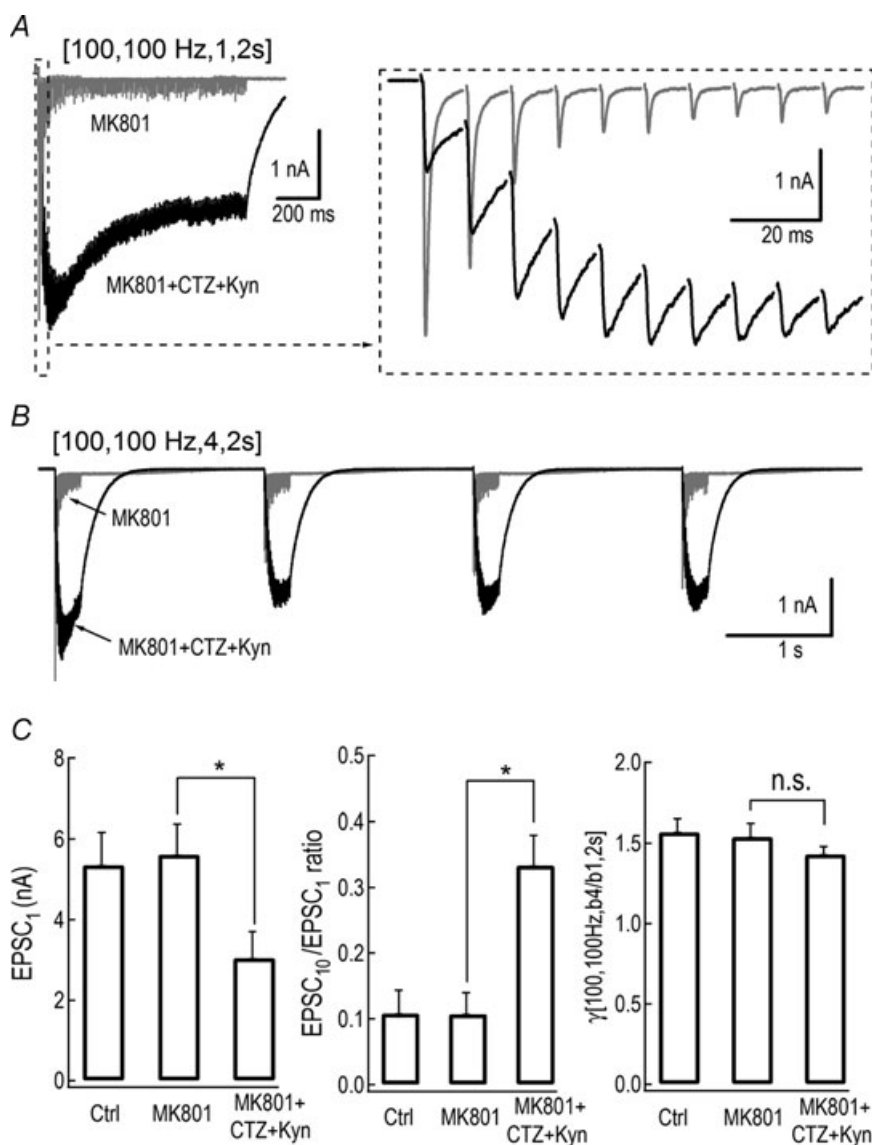 A
[100,100 Hz,1,2s]
MK801
1 nA
200 ms
MK801+CTZ+Kyn
1 nA
20 ms
B
[100,100 Hz,4,2s]
MK801
MK801+CTZ+Kyn
1 nA
1 s
C
EPSC₁ (nA)
8
6
4
2
0
*
Ctrl
MK801
MK801+
CTZ+Kyn
EPSC₁₀/EPSC₁ ratio
0.5
0.4
0.3
0.2
0.1
0.0
*
Ctrl
MK801
MK801+
CTZ+Kyn
γ[100,100Hz,b4/b1,2s]
2.0
1.5
1.0
0.5
0.0
n.s.
Ctrl
MK801
MK801+
CTZ+Kyn